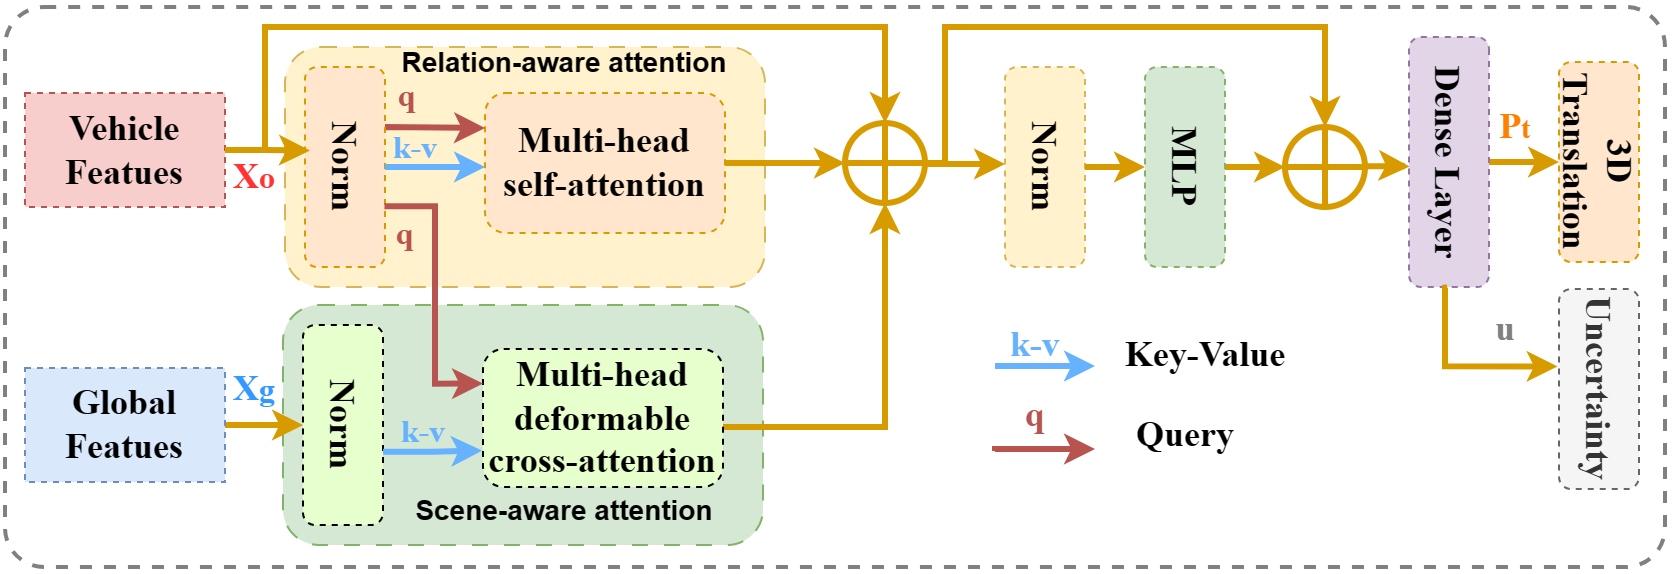 Relation-aware attention
Vehicle
Featues
Xo
Norm
q
k-v
q
Multi-head
self-attention
Norm
MLP
Dense Layer
Pt
3D
Translation
Global
Featues
Xg
Norm
k-v
Multi-head
deformable
cross-attention
Scene-aware attention
k-v
Key-Value
q
Query
u
Uncertainty